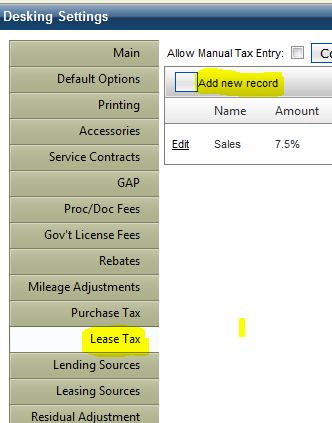 Desking Settings
Main
Default Options
Printing
Accessories
Service Contracts
GAP
Proc/Doc Fees
Gov't License Fees
Rebates
Mileage Adjustments
Purchase Tax
Lease Tax
Lending Sources
Leasing Sources
Residual Adjustment
Allow Manual Tax Entry:
Add new record
Name Amount
Edit Sales 7.5%